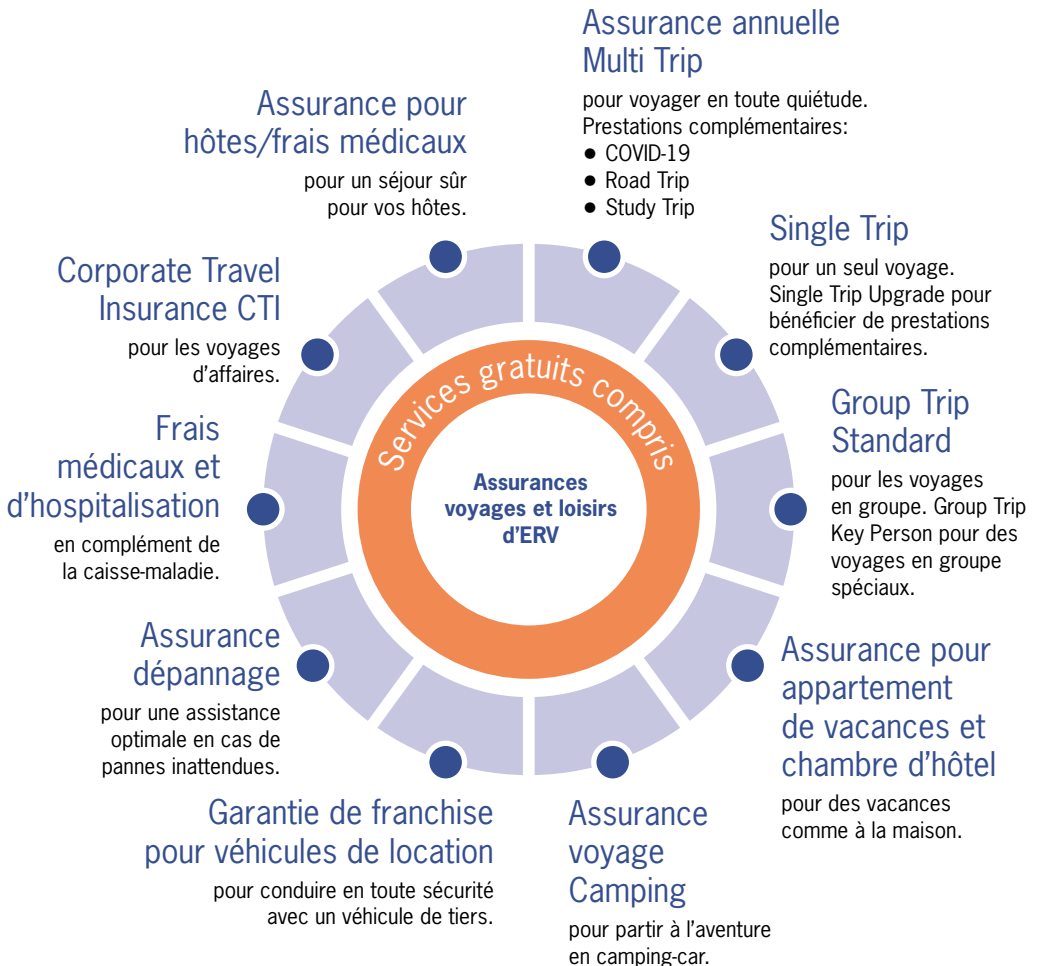 Assurance annuelle
Multi Trip
pour voyager en toute quiétude.
Prestations complémentaires:
● COVID-19
● Road Trip
● Study Trip
Single Trip
pour un seul voyage.
Single Trip Upgrade pour
bénéficier de prestations
complémentaires.
Group Trip
Standard
pour les voyages
en groupe. Group Trip
Key Person pour des
voyages en groupe
spéciaux.
Assurance pour
appartement
de vacances et
chambre d'hôtel
pour des vacances
comme à la maison.
Assurance
voyage
Camping
pour partir à l'aventure
en camping-car.
Garantie de franchise
pour véhicules de location
pour conduire en toute sécurité
avec un véhicule de tiers.
Assurance
dépannage
pour une assistance
optimale en cas de
pannes inattendues.
Frais
médicaux et
d'hospitalisation
en complément de
la caisse-maladie.
Corporate Travel
Insurance CTI
pour les voyages
d'affaires.
Assurance pour
hôtes/frais médicaux
pour un séjour sûr
pour vos hôtes.
Services gratuits compris
Assurances
voyages et loisirs
d'ERV